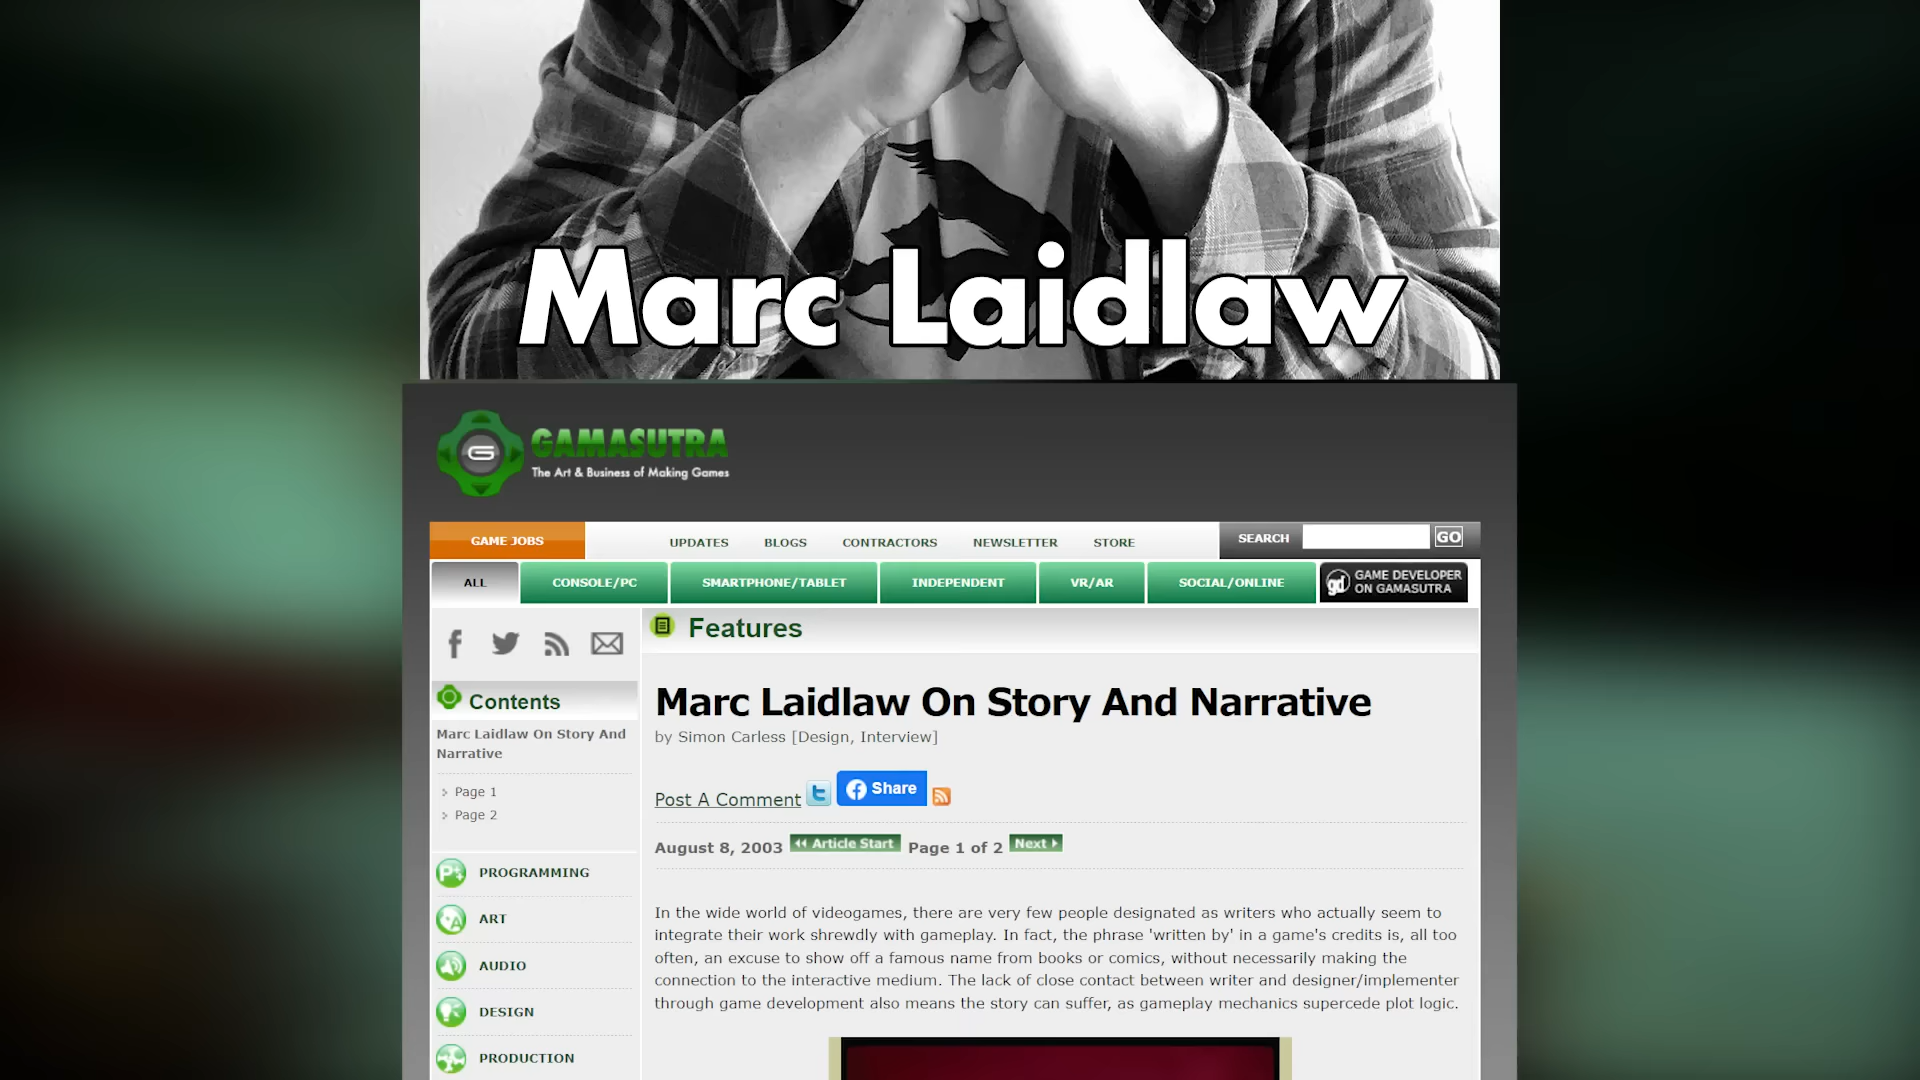 Marc Laidlaw
G
GAMASUTRA
The Art & Business of Making Games
GAME JOBS
UPDATES
BLOGS
CONTRACTORS
NEWSLETTER
STORE
SEARCH
GO
ALL
CONSOLE/PC
SMARTPHONE/TABLET
INDEPENDENT
VR/AR
SOCIAL/ONLINE
gd
GAME DEVELOPER
ON GAMASUTRA
Features
Contents
Marc Laidlaw On Story And
Narrative
Page 1
Page 2
PROGRAMMING
ART
AUDIO
DESIGN
PRODUCTION
Marc Laidlaw On Story And Narrative
by Simon Carless [Design, Interview]
Post A Comment
Share
August 8, 2003 Article Start Page 1 of 2 Next
In the wide world of videogames, there are very few people designated as writers who actually seem to
integrate their work shrewdly with gameplay. In fact, the phrase 'written by' in a game's credits is, all too
often, an excuse to show off a famous name from books or comics, without necessarily making the
connection to the interactive medium. The lack of close contact between writer and designer/implementer
through game development also means the story can suffer, as gameplay mechanics supercede plot logic.